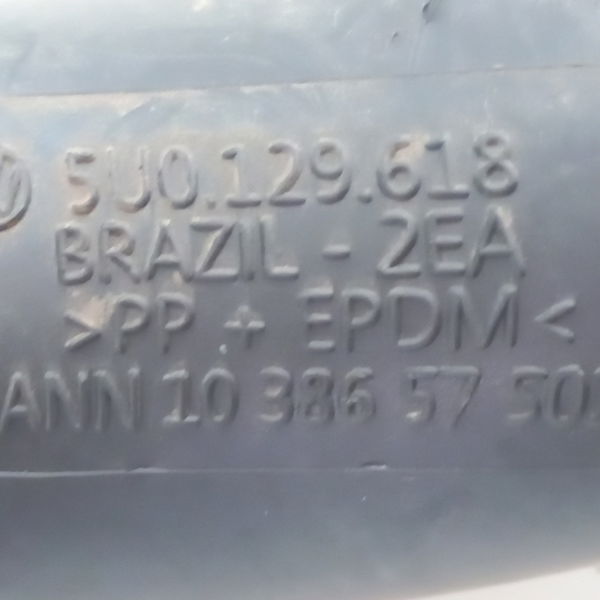 5U0.129.618
BRAZIL - 2EA
>PP + EPDM<
ANN 10 386 57 50